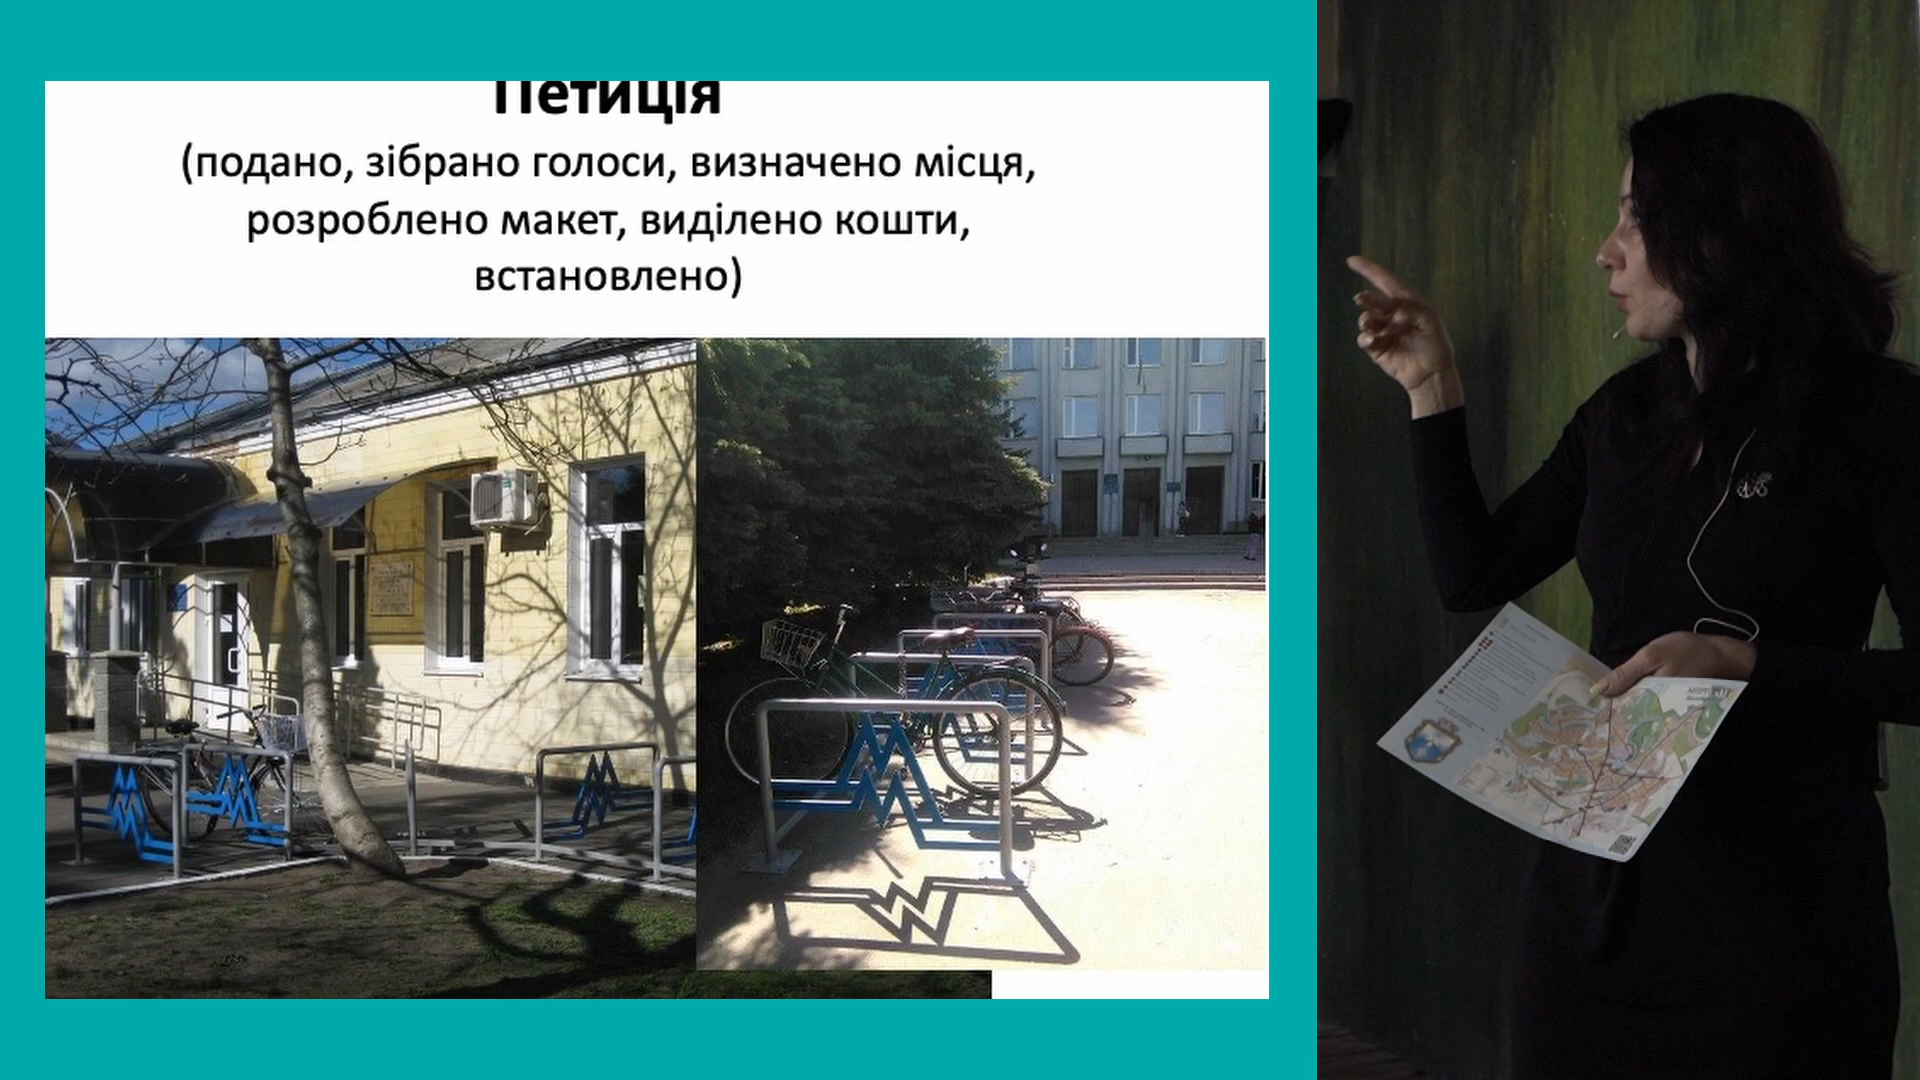 Петиція
(подано, зібрано голоси, визначено місця,
розроблено макет, виділено кошти,
встановлено)